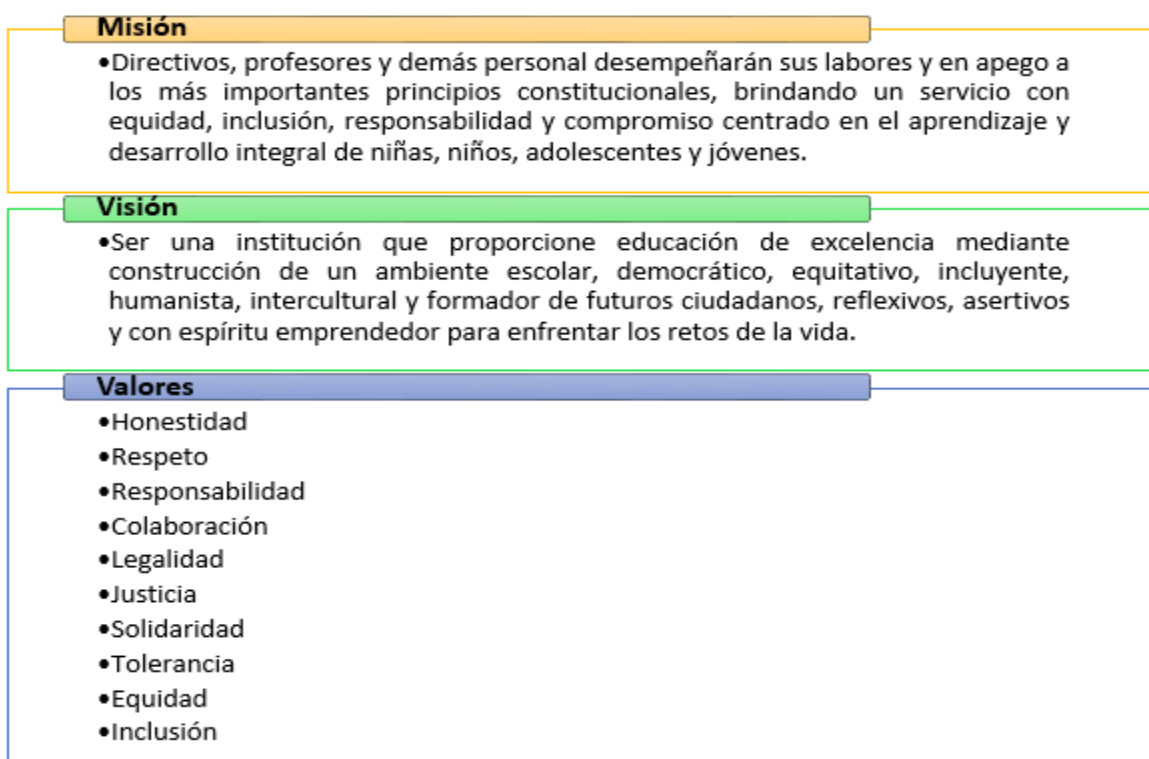 Misión
•Directivos, profesores y demás personal desempeñarán sus labores y en apego a
los más importantes principios constitucionales, brindando un servicio con
equidad, inclusión, responsabilidad y compromiso centrado en el aprendizaje y
desarrollo integral de niñas, niños, adolescentes y jóvenes.
Visión
•Ser una institución que proporcione educación de excelencia mediante
construcción de un ambiente escolar, democrático, equitativo, incluyente,
humanista, intercultural y formador de futuros ciudadanos, reflexivos, asertivos
y con espíritu emprendedor para enfrentar los retos de la vida.
Valores
•Honestidad
•Respeto
•Responsabilidad
•Colaboración
•Legalidad
•Justicia
•Solidaridad
•Tolerancia
•Equidad
•Inclusión